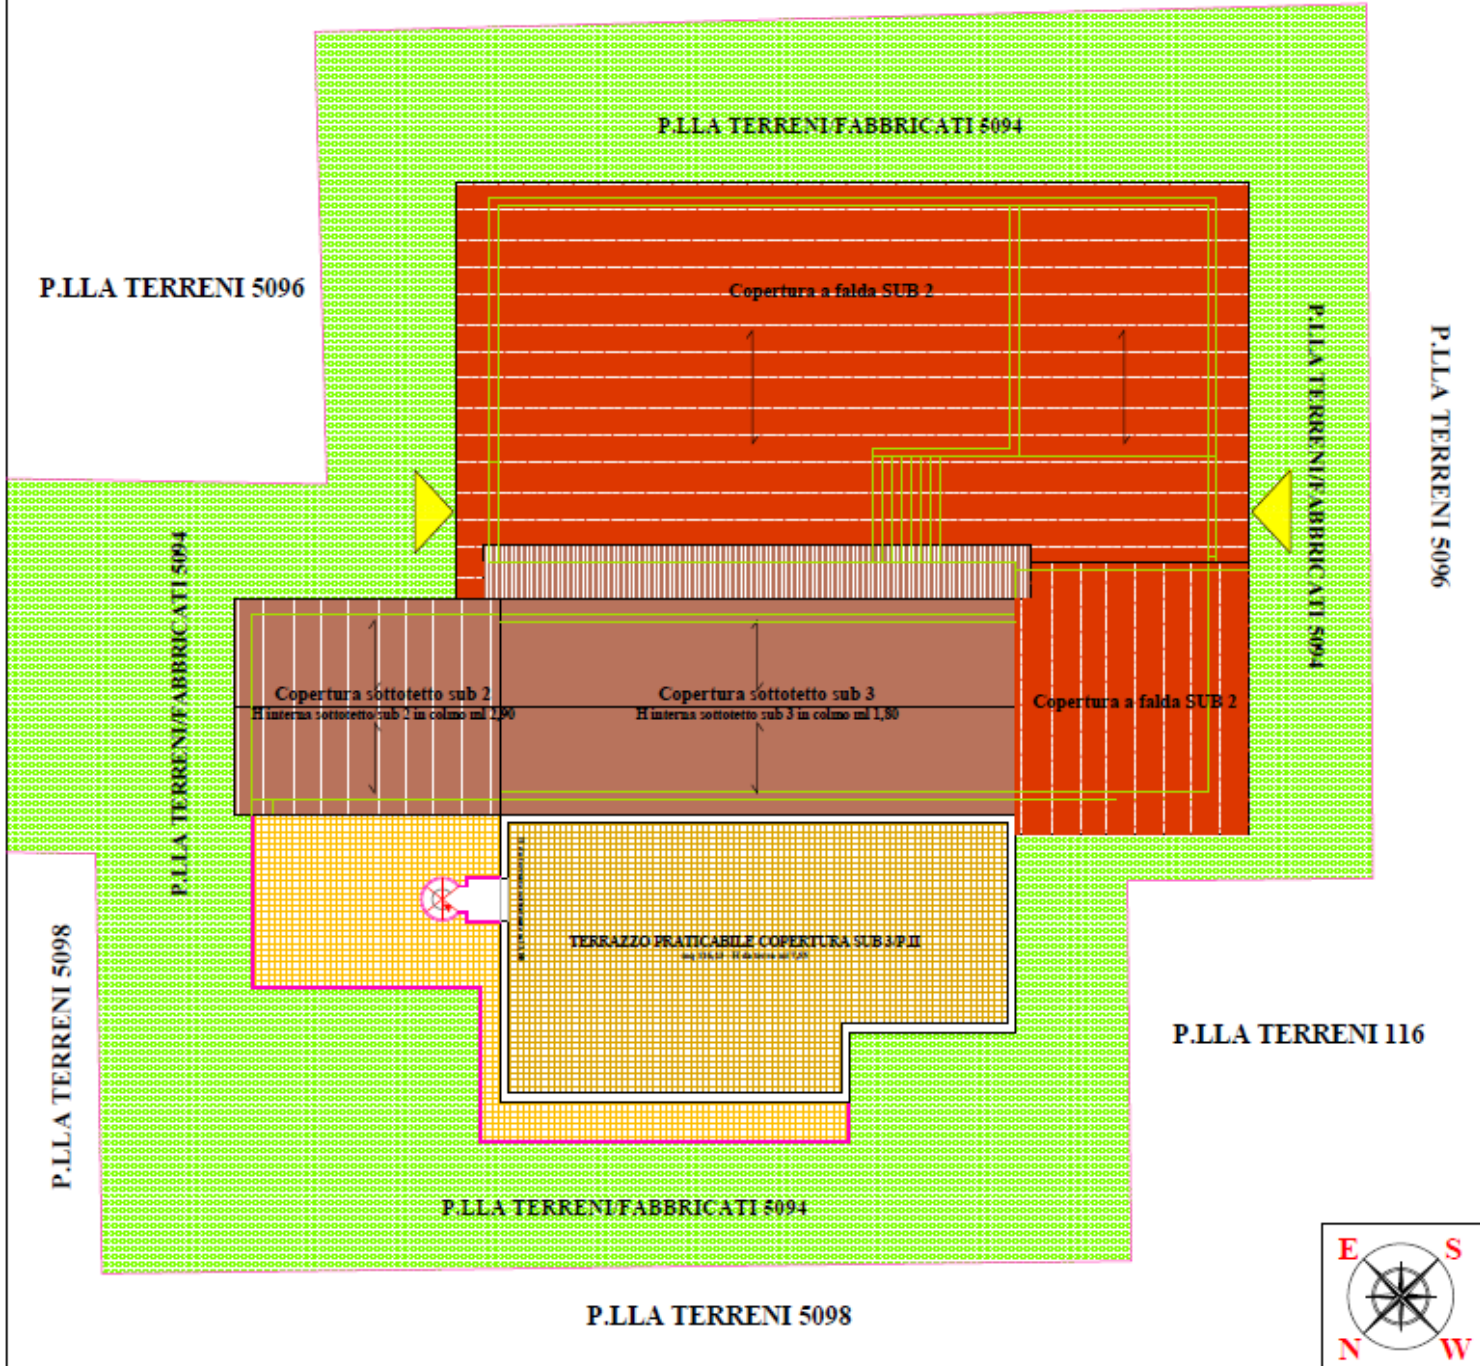 P.LLA TERRENI/FABBRICATI 5094
P.LLA TERRENI 5096
Copertura a falda SUB 2
P.LLA TERRENI/FABBRICATI 5094
P.LLA TERRENI 5096
P.LLA TERRENI/FABBRICATI 5094
Copertura sottotetto sub 2
H interna sottotetto sub 2 in colmo ml 2,90
Copertura sottotetto sub 3
H interna sottotetto sub 3 in colmo ml 1,80
Copertura a falda SUB 2
TERRAZZO PRATICABILE COPERTURA SUB 3/P.II
P.LLA TERRENI 5098
P.LLA TERRENI 116
P.LLA TERRENI/FABBRICATI 5094
P.LLA TERRENI 5098
E S
N W